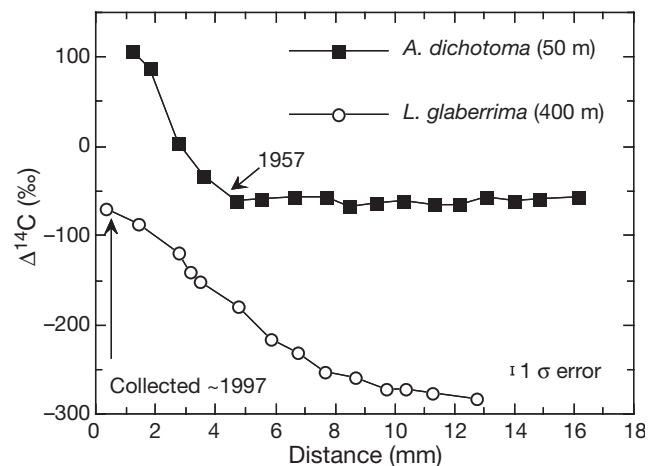 100
0
−100
−200
−300
Δ¹⁴C (‰)
A. dichotoma (50 m)
L. glaberrima (400 m)
1957
Collected ~1997
1 σ error
0 2 4 6 8 10 12 14 16 18
Distance (mm)